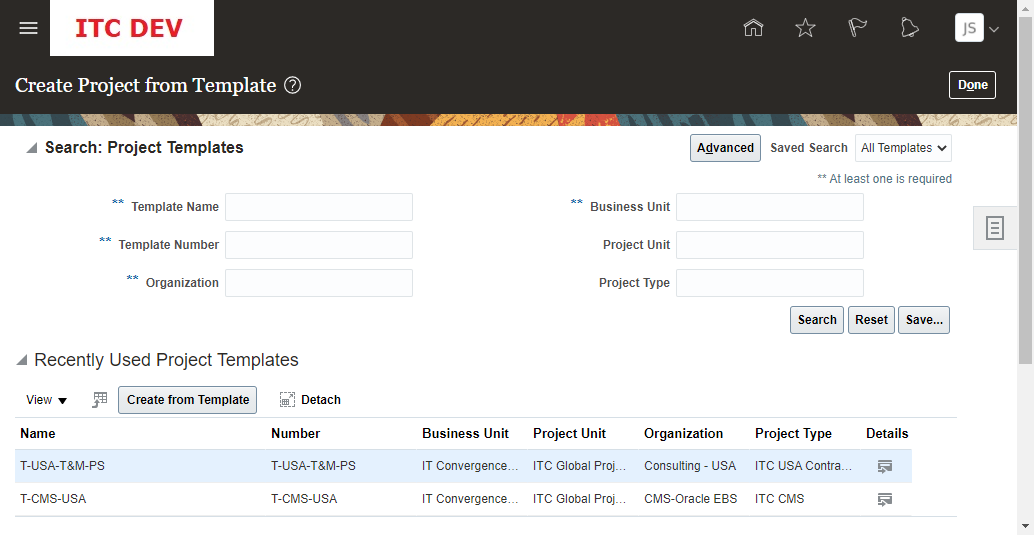 ITC DEV
JS
Create Project from Template ?
Done
Search: Project Templates
Advanced Saved Search All Templates
** At least one is required
** Template Name ** Business Unit
** Template Number Project Unit
** Organization Project Type
Search Reset Save...
Recently Used Project Templates
View Create from Template Detach
Name Number Business Unit Project Unit Organization Project Type Details
T-USA-T&M-PS T-USA-T&M-PS IT Convergence... ITC Global Proj... Consulting - USA ITC USA Contra...
T-CMS-USA T-CMS-USA IT Convergence... ITC Global Proj... CMS-Oracle EBS ITC CMS